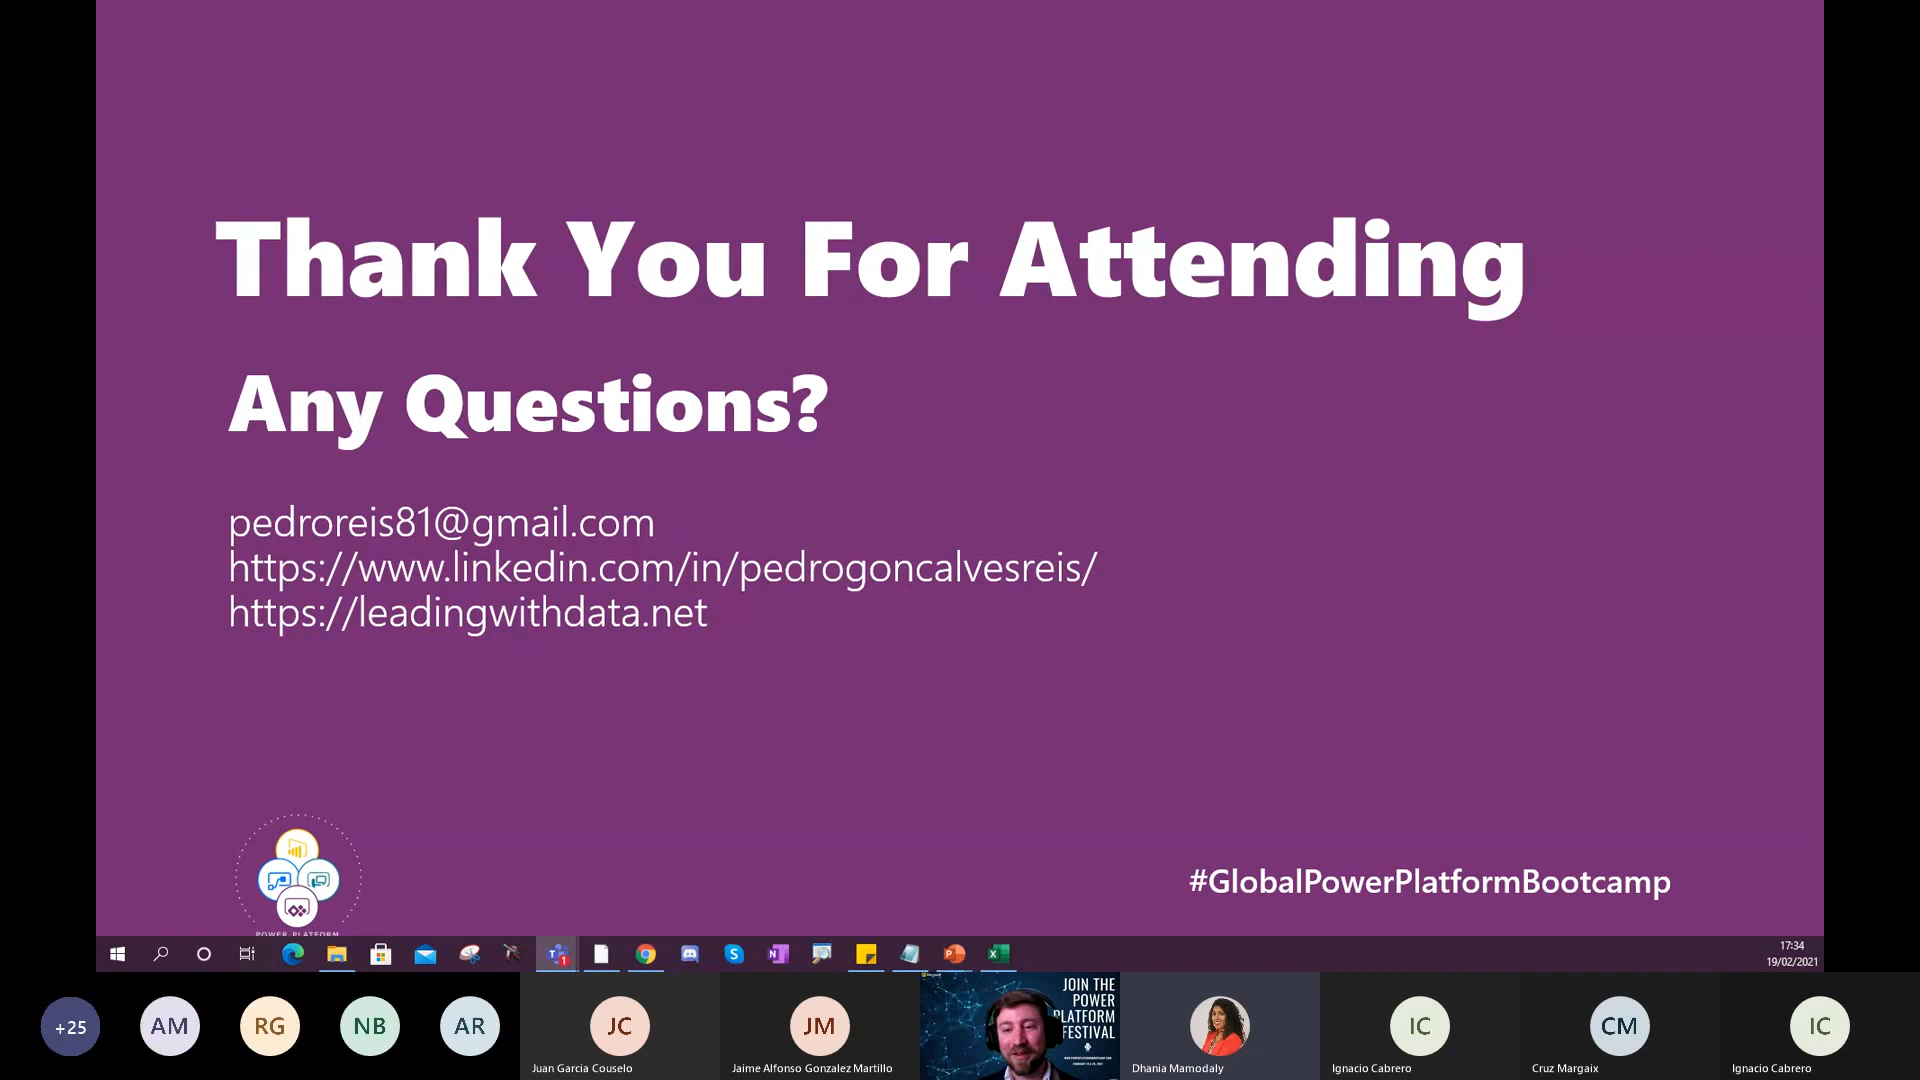 Thank You For Attending
Any Questions?
pedroreis81@gmail.com
https://www.linkedin.com/in/pedrogoncalvesreis/
https://leadingwithdata.net
POWER PLATFORM
#GlobalPowerPlatformBootcamp
17:34
19/02/2021
+25
AM
RG
NB
AR
JC
Juan Garcia Couselo
JM
Jaime Alfonso Gonzalez Martillo
JOIN THE
POWER
PLATFORM
FESTIVAL
Dhania Mamodaly
IC
Ignacio Cabrero
CM
Cruz Margaix
IC
Ignacio Cabrero